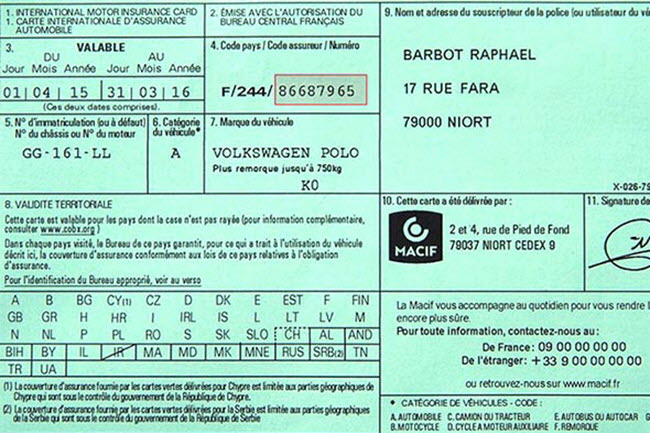 1. INTERNATIONAL MOTOR INSURANCE CARD
1. CARTE INTERNATIONALE D'ASSURANCE
AUTOMOBILE
2. ÉMISE AVEC L'AUTORISATION DU
BUREAU CENTRAL FRANÇAIS
3. VALABLE
DU AU
Jour Mois Année Jour Mois Année
01 04 15 31 03 16
(Ces deux dates comprises).
4. Code pays / Code assureur / Numéro
F/244/ 86687965
5. N° d'immatriculation (ou à défaut)
N° du châssis ou N° du moteur
GG-161-LL
6. Catégorie
du véhicule*
A
7. Marque du véhicule
VOLKSWAGEN POLO
Plus remorque jusqu'à 750kg
K0
8. VALIDITE TERRITORIALE
Cette carte est valable pour les pays dont la case n'est pas rayée (pour information complémentaire,
consulter www.cobx.org)
Dans chaque pays visité, le Bureau de ce pays garantit, pour ce qui a trait à l'utilisation du véhicule
décrit ici, la couverture d'assurance conformément aux lois de ce pays relatives à l'obligation
d'assurance.
Pour l'identification du Bureau approprié, voir au verso
A B BG CY(1) CZ D DK E EST F FIN
GB GR H HR I IRL IS L LT LV M
N NL P PL RO S SK SLO CH AL AND
BIH BY IL IR MA MD MK MNE RUS SRB(2) TN
TR UA
(1) La couverture d'assurance fournie par les cartes vertes délivrées pour Chypre est limitée aux parties géographiques de
Chypre qui sont sous le contrôle du gouvernement de la République de Chypre.
(2) La couverture d'assurance fournie par les cartes vertes délivrées pour la Serbie est limitée aux parties géographiques
de Serbie qui sont sous le contrôle du gouvernement de la République de Serbie
9. Nom et adresse du souscripteur de la police (ou utilisateur du
BARBOT RAPHAEL
17 RUE FARA
79000 NIORT
X-026-79
10. Cette carte a été délivrée par :
MACIF
2 et 4, rue de Pied de Fond
79037 NIORT CEDEX 9
11. Signature de
La Macif vous accompagne au quotidien pour vous rendre
encore plus sûre.
Pour toute information, contactez-nous au :
De France : 09 00 00 00 00
De l'étranger : +33 9 00 00 00 00
ou retrouvez-nous sur www.macif.fr
* CATÉGORIE DE VÉHICULES - CODE :
A. AUTOMOBILE C. CAMION OU TRACTEUR E. AUTOBUS OU AUTOCAR
B. MOTOCYCLE D. CYCLE A MOTEUR AUXILIAIRE F. REMORQUE